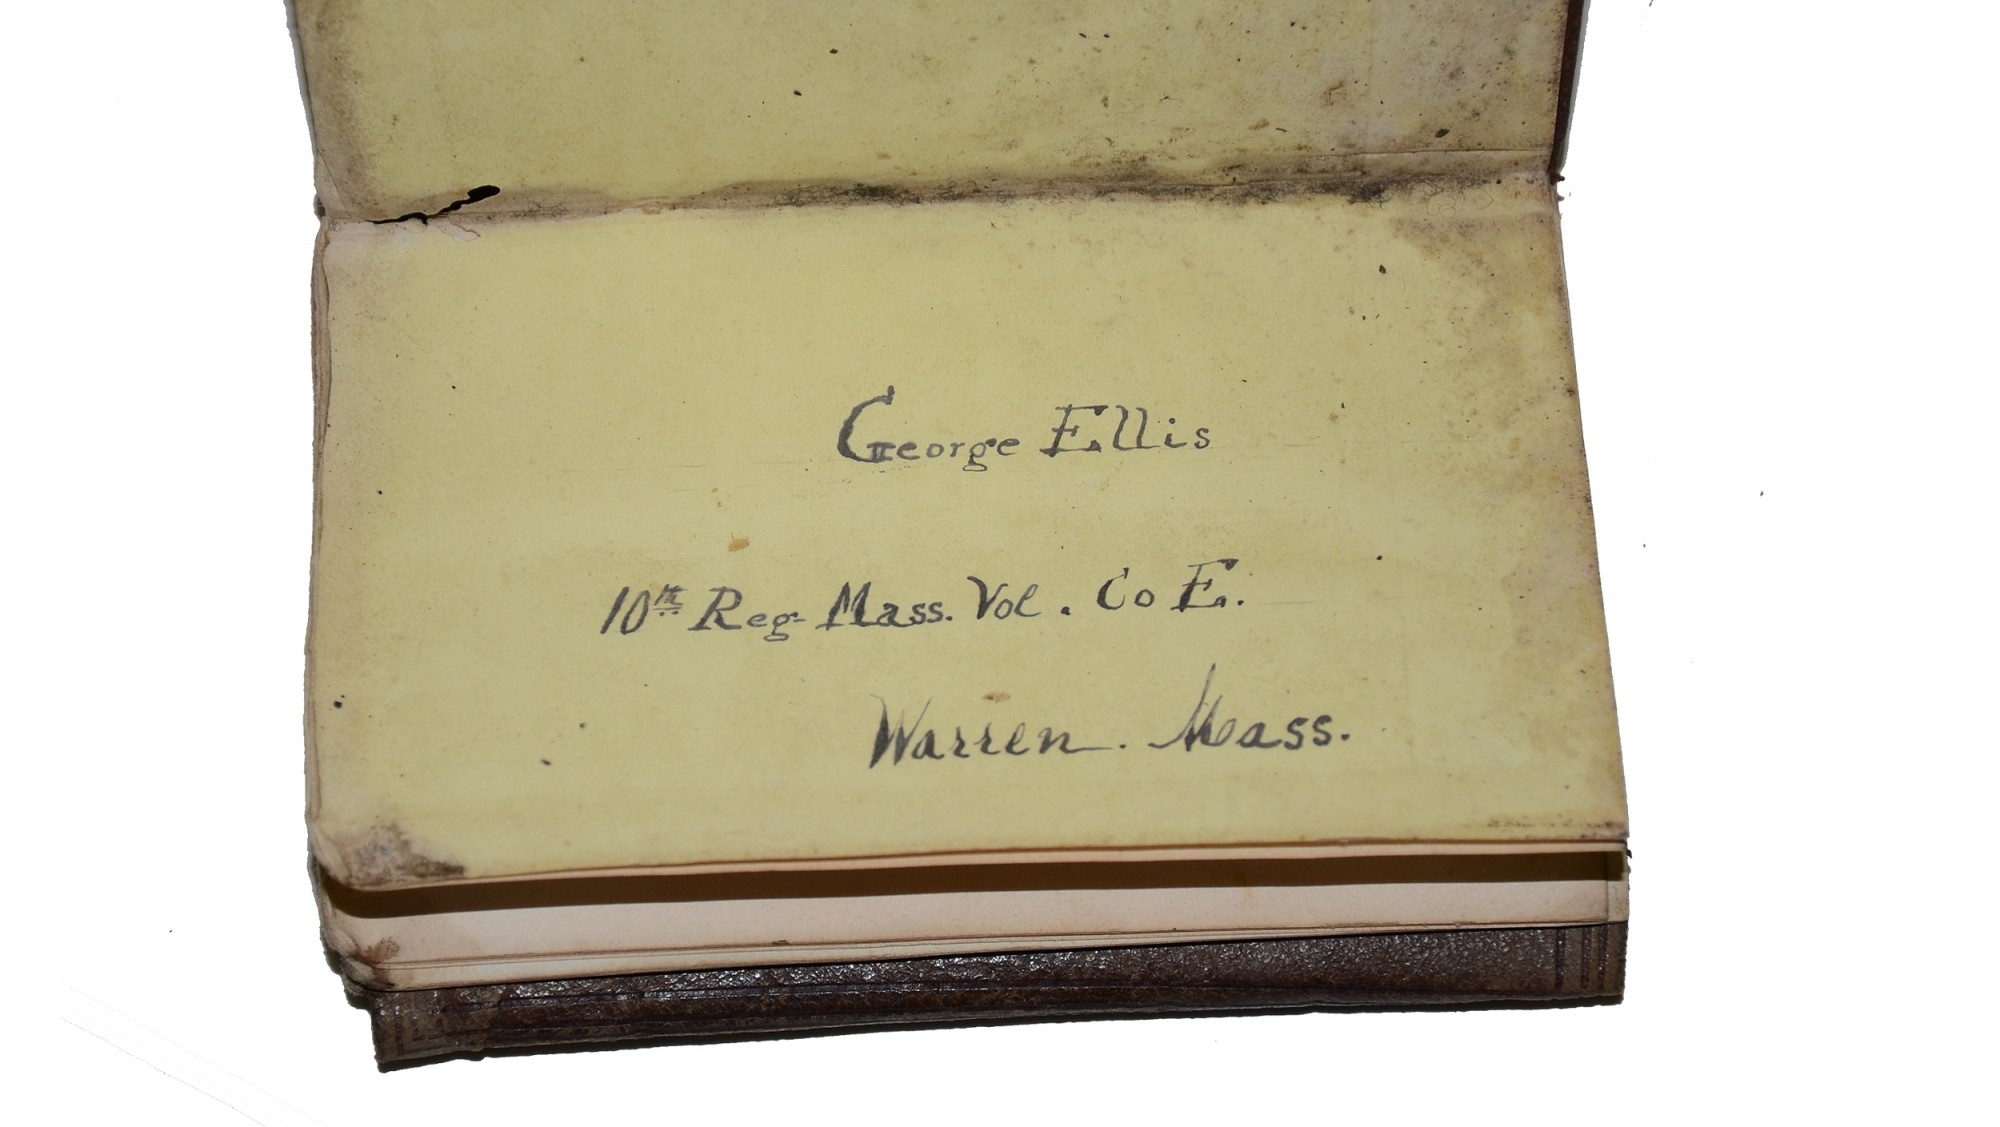 George Ellis
10th Reg. Mass. Vol. Co E.
Warren. Mass.